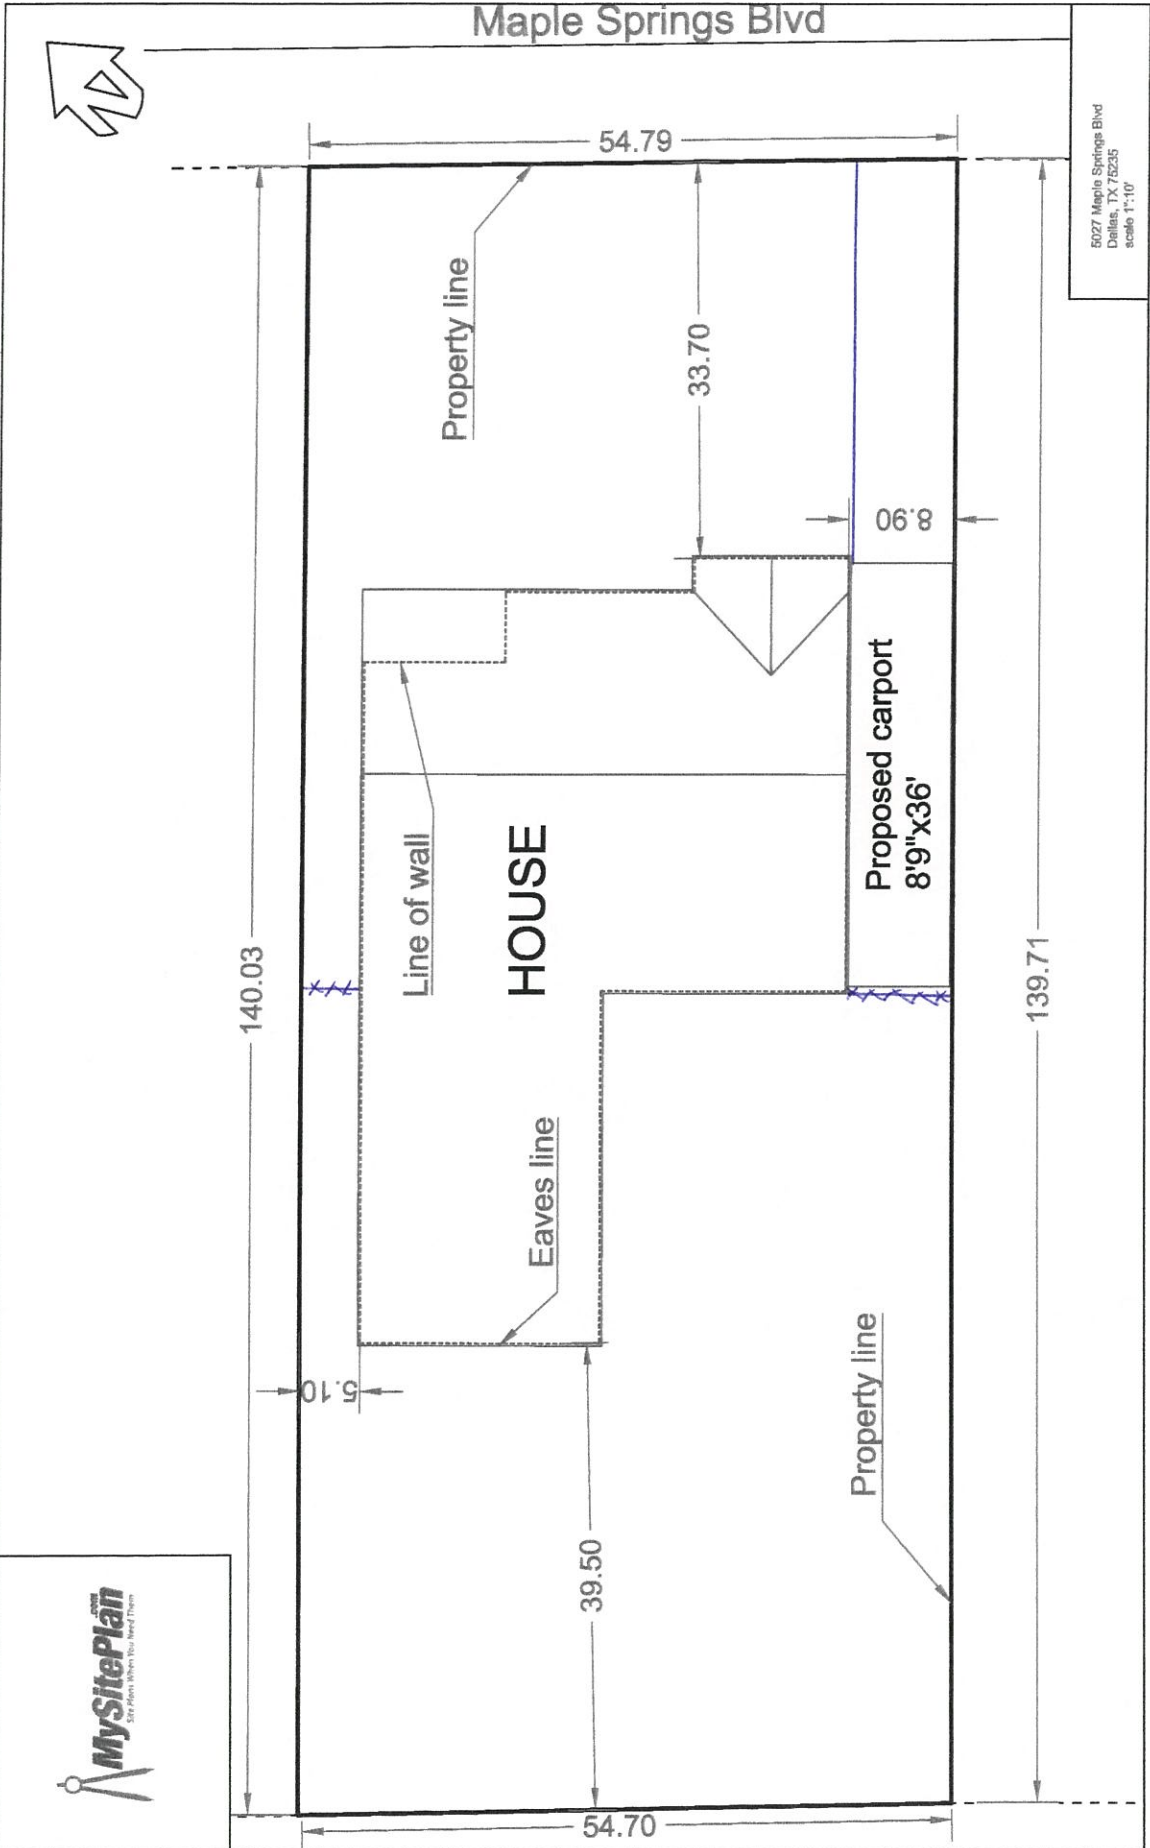 Maple Springs Blvd
N
5027 Maple Springs Blvd
Dallas, TX 75235
scale 1":10'
54.79
Property line
33.70
8.90
Proposed carport
8'9"x36'
Line of wall
HOUSE
140.03
139.71
Eaves line
5.10
Property line
39.50
54.70
MySitePlan
.com
Site Plans When You Need Them